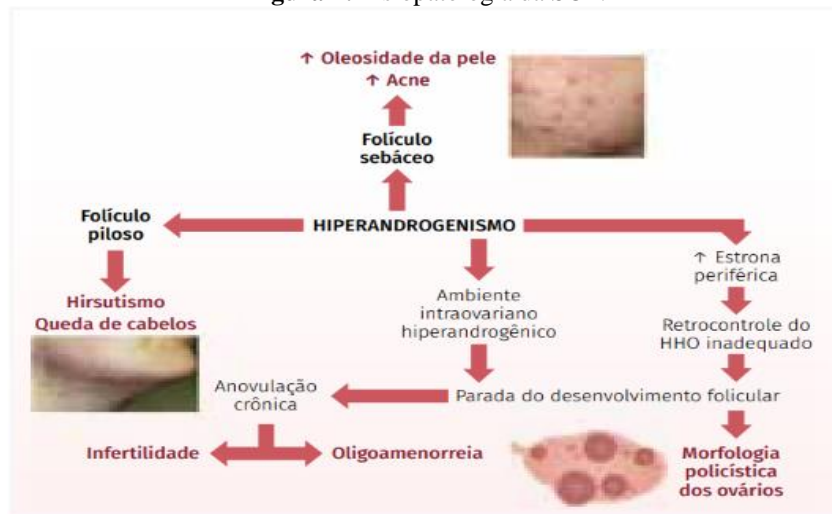 ↑ Oleosidade da pele
↑ Acne
Folículo
sebáceo
Folículo
piloso
HIPERANDROGENISMO
↑ Estrona
periférica
Hirsutismo
Queda de cabelos
Ambiente
intraovariano
hiperandrogênico
Retrocontrole do
HHO inadequado
Anovulação
crônica
Parada do desenvolvimento folicular
Infertilidade
Oligoamenorreia
Morfologia
policística
dos ovários